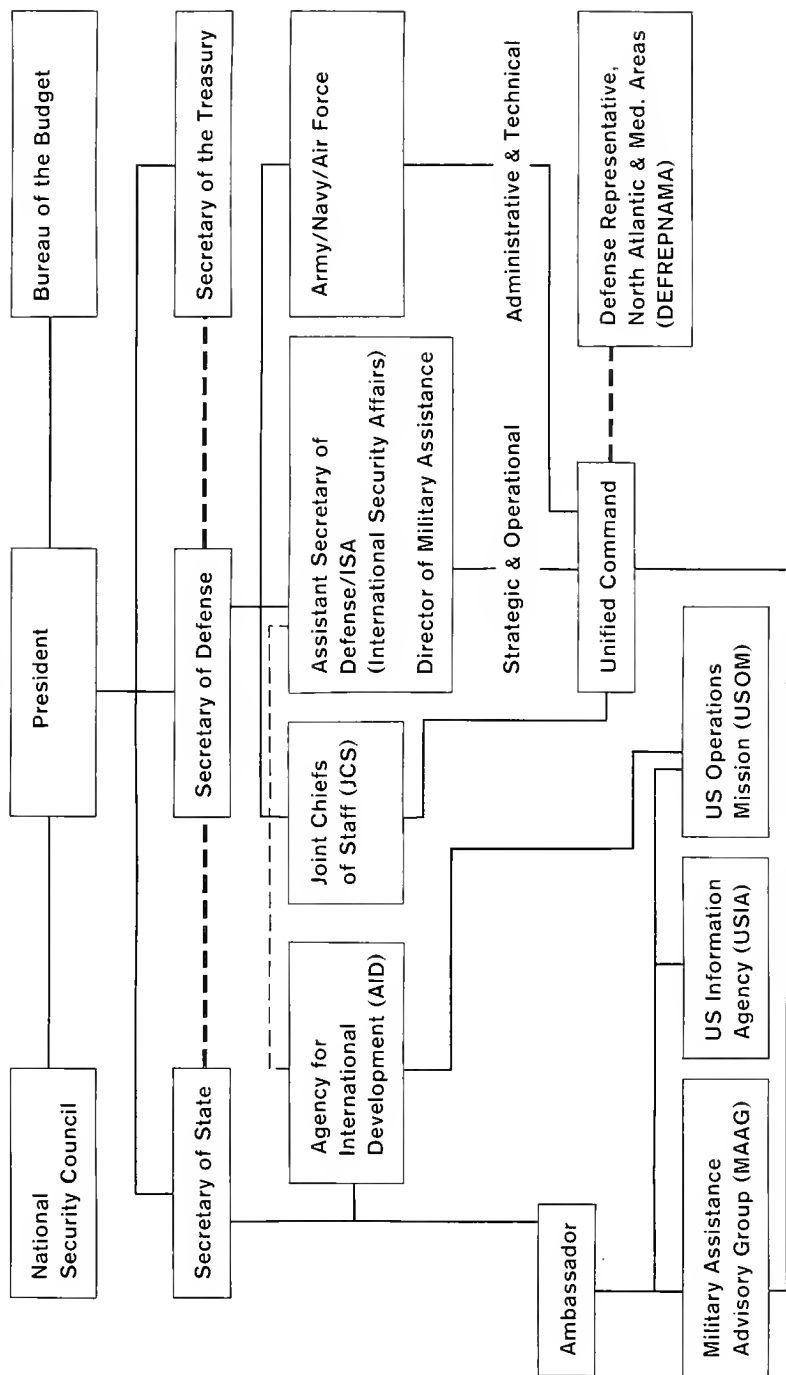 National
Security Council
President
Bureau of the Budget
Secretary of State
Secretary of Defense
Secretary of the Treasury
Agency for
International
Development (AID)
Joint Chiefs
of Staff (JCS)
Assistant Secretary of
Defense/ISA
(International Security Affairs)
Director of Military Assistance
Army/Navy/Air Force
Strategic & Operational
Administrative & Technical
Ambassador
Unified Command
Defense Representative,
North Atlantic & Med. Areas
(DEFREPNAMA)
Military Assistance
Advisory Group (MAAG)
US Information
Agency (USIA)
US Operations
Mission (USOM)